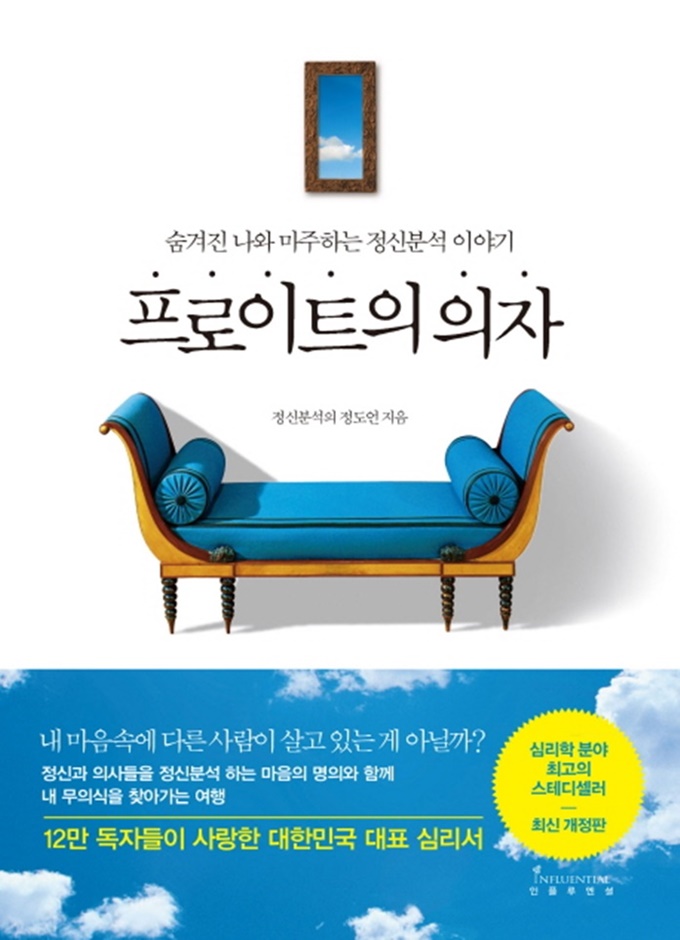 숨겨진 나와 마주하는 정신분석 이야기
프로이트의 의자
정신분석의 정도언 지음
내 마음속에 다른 사람이 살고 있는 게 아닐까?
정신과 의사들을 정신분석 하는 마음의 명의와 함께
내 무의식을 찾아가는 여행
12만 독자들이 사랑한 대한민국 대표 심리서
심리학 분야
최고의
스테디셀러
최신 개정판
INFLUENTIAL
인플루엔셜